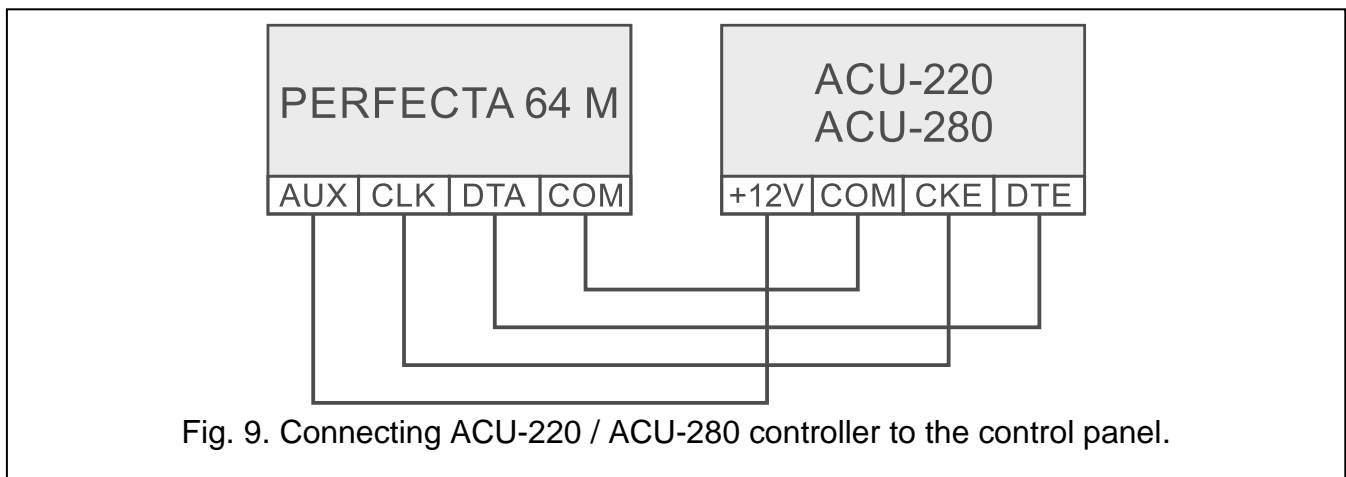 PERFECTA 64 M
AUX CLK DTA COM
ACU-220
ACU-280
+12V COM CKE DTE
Fig. 9. Connecting ACU-220 / ACU-280 controller to the control panel.